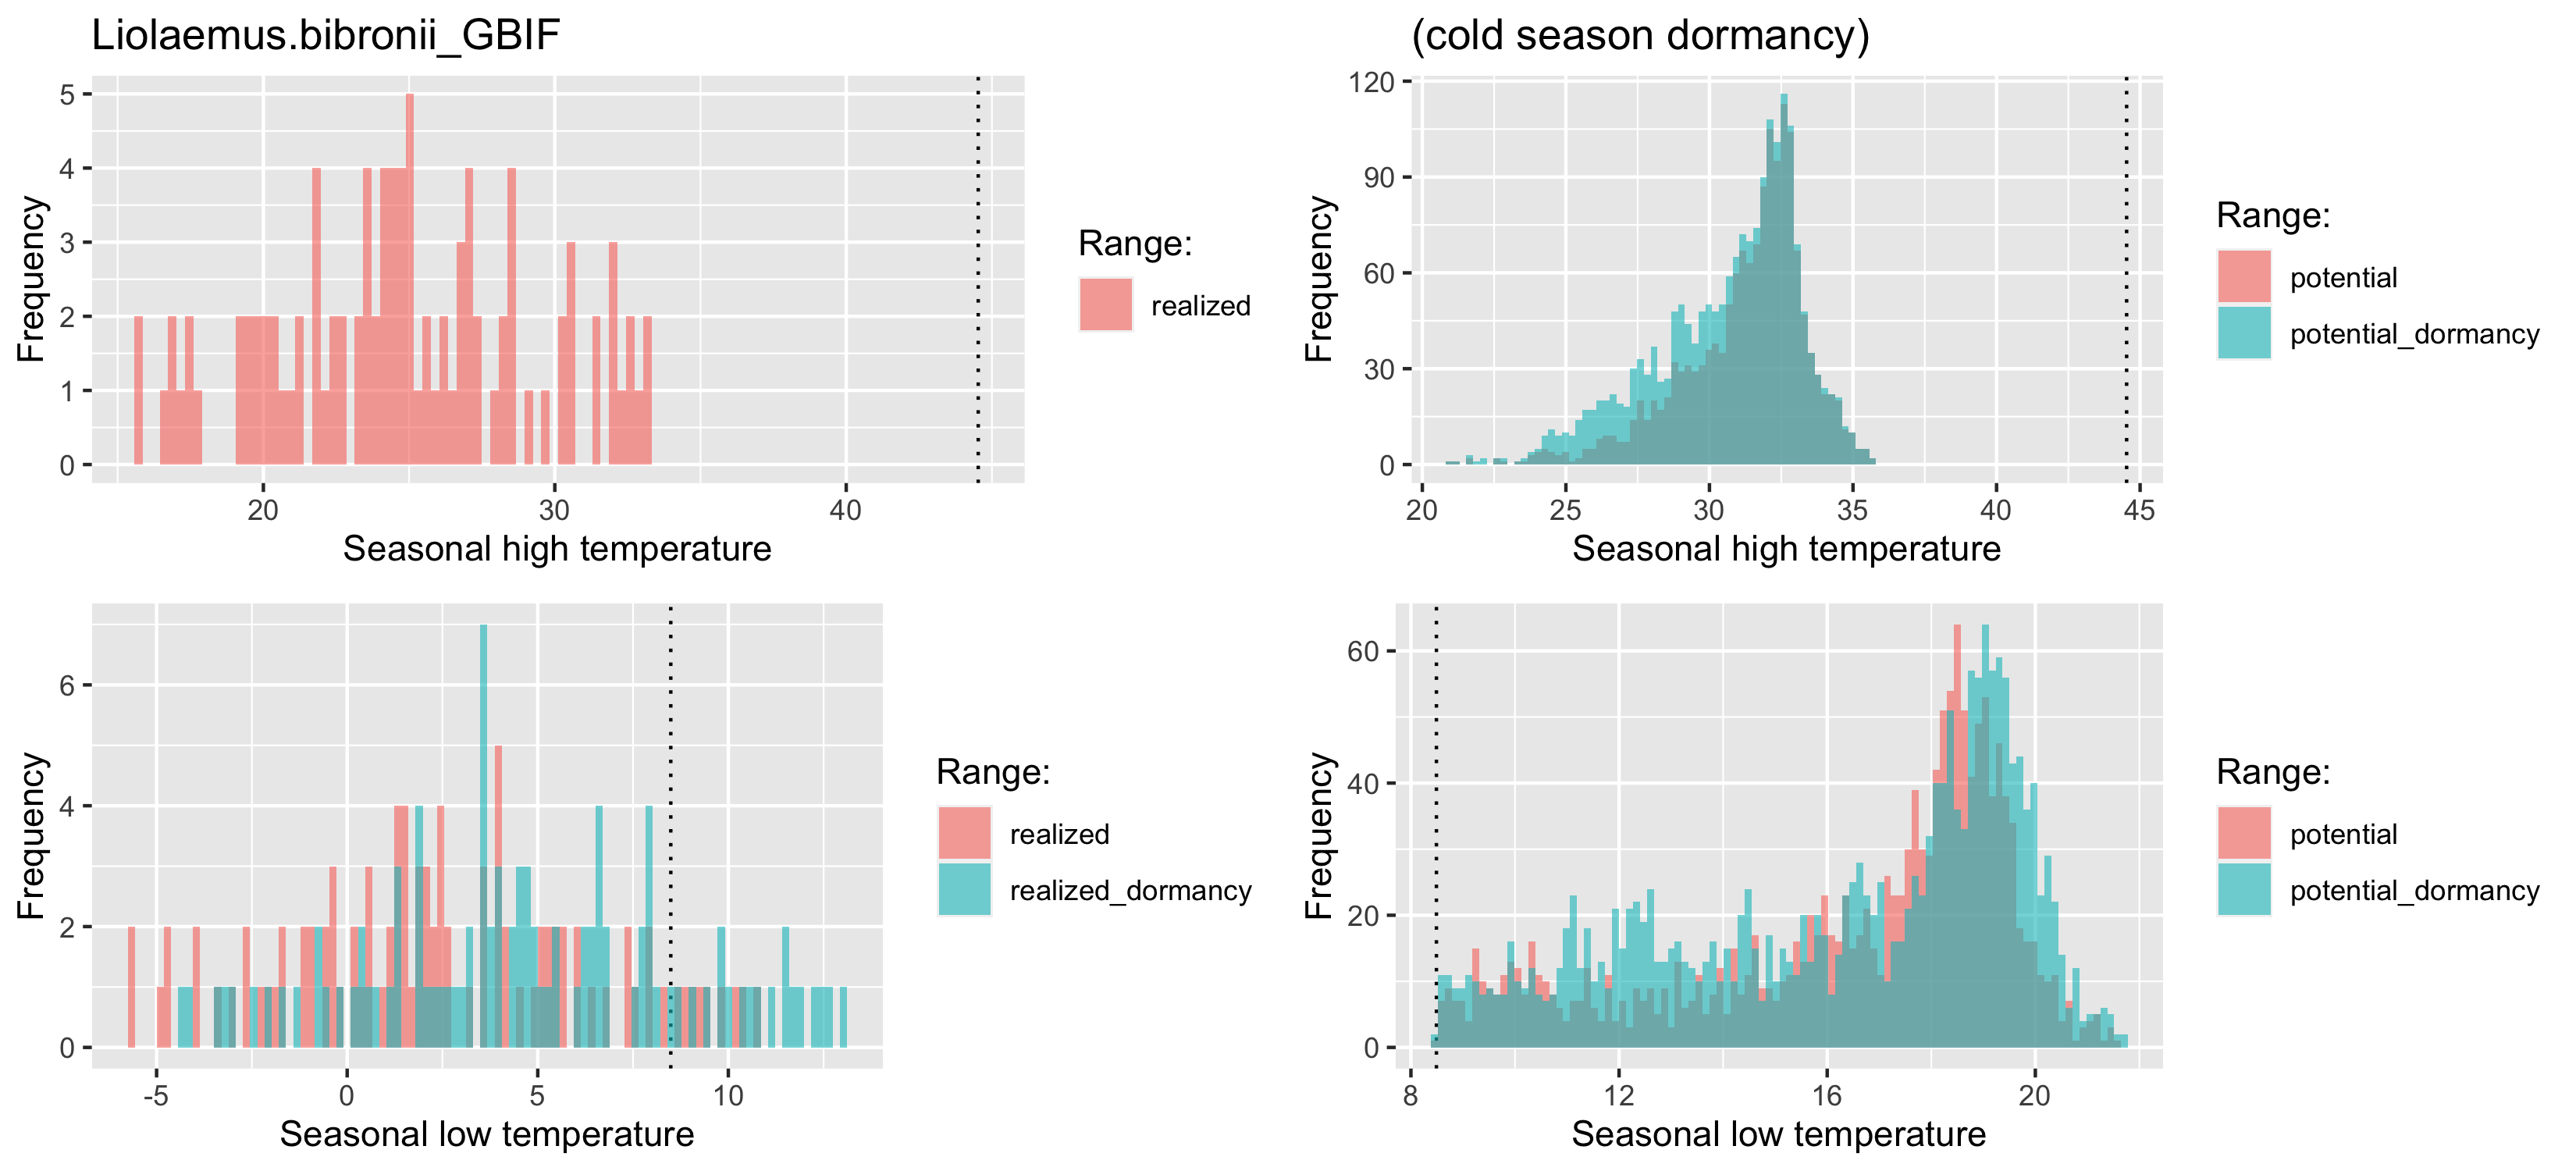 Liolaemus.bibronii_GBIF
5
4
3
2
1
0
Frequency
20 30 40
Seasonal high temperature
Range:
realized
(cold season dormancy)
120
90
60
30
0
Frequency
20 25 30 35 40 45
Seasonal high temperature
Range:
potential
potential_dormancy
6
4
2
0
Frequency
-5 0 5 10
Seasonal low temperature
Range:
realized
realized_dormancy
60
40
20
0
Frequency
8 12 16 20
Seasonal low temperature
Range:
potential
potential_dormancy